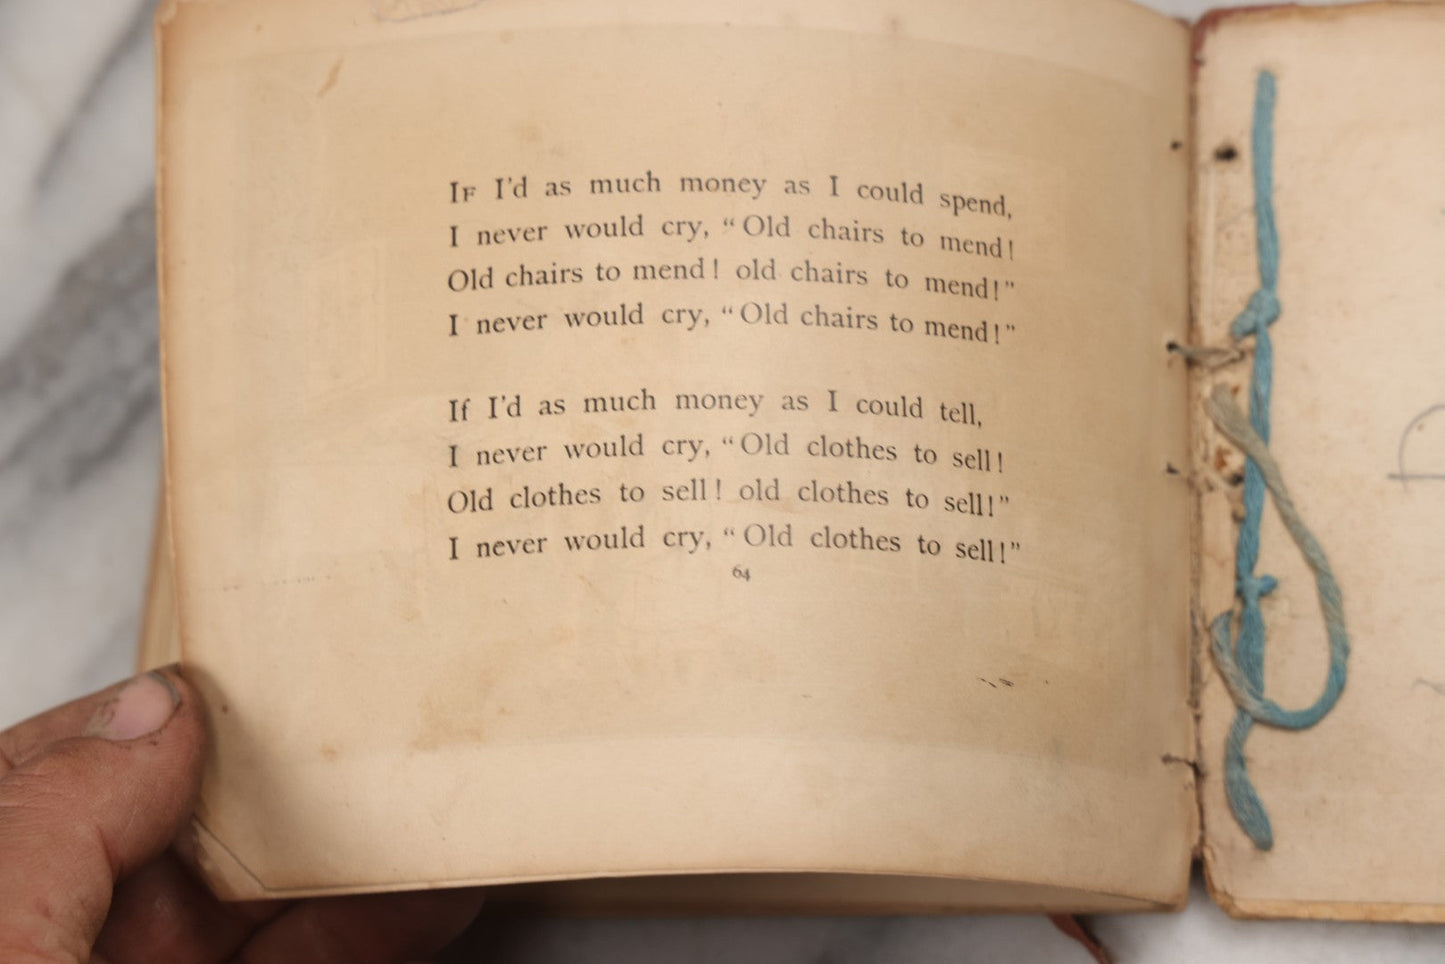 IF I'd as much money as I could spend,
I never would cry, "Old chairs to mend!
Old chairs to mend! old chairs to mend!"
I never would cry, "Old chairs to mend!"
If I'd as much money as I could tell,
I never would cry, "Old clothes to sell!
Old clothes to sell! old clothes to sell!"
I never would cry, "Old clothes to sell!"
64